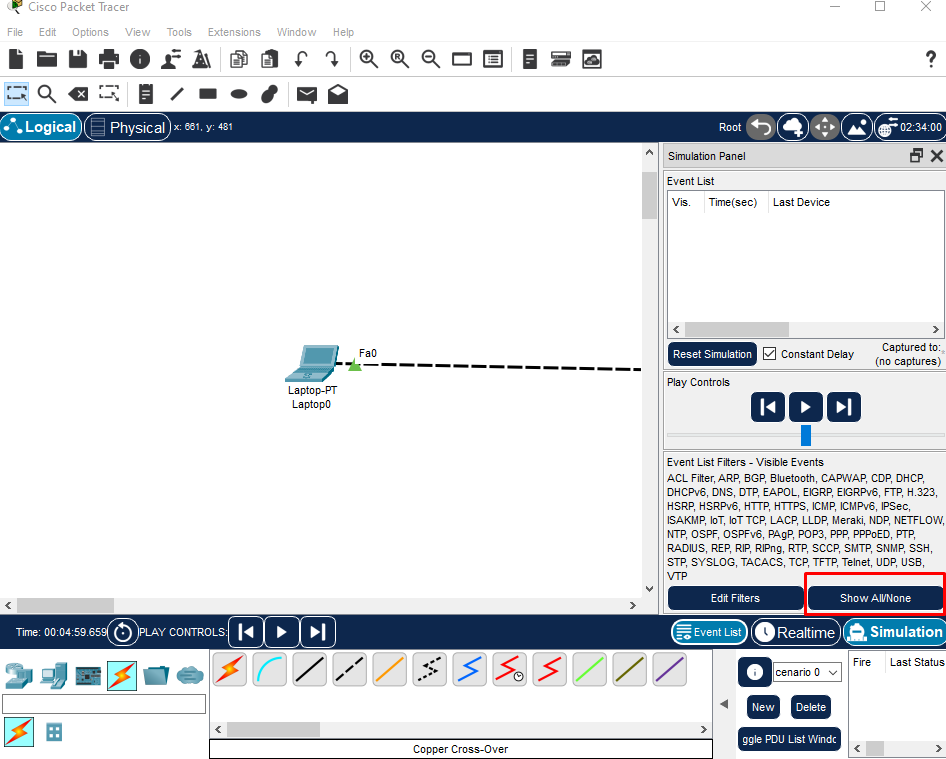 Cisco Packet Tracer
File Edit Options View Tools Extensions Window Help
?
Logical Physical x: 661, y: 481 Root 02:34:00
Simulation Panel
Event List
Vis. Time(sec) Last Device
Fa0
Laptop-PT
Laptop0
Reset Simulation Constant Delay Captured to:
(no captures)
Play Controls
Event List Filters - Visible Events
ACL Filter, ARP, BGP, Bluetooth, CAPWAP, CDP, DHCP,
DHCPv6, DNS, DTP, EAPOL, EIGRP, EIGRPv6, FTP, H.323,
HSRP, HSRPv6, HTTP, HTTPS, ICMP, ICMPv6, IPSec,
ISAKMP, IoT, IoT TCP, LACP, LLDP, Meraki, NDP, NETFLOW,
NTP, OSPF, OSPFv6, PAgP, POP3, PPP, PPPoED, PTP,
RADIUS, REP, RIP, RIPng, RTP, SCCP, SMTP, SNMP, SSH,
STP, SYSLOG, TACACS, TCP, TFTP, Telnet, UDP, USB,
VTP
Edit Filters Show All/None
Time: 00:04:59.659 PLAY CONTROLS: Event List Realtime Simulation
cenario 0 Fire Last Status
New Delete
ggle PDU List Windo
Copper Cross-Over